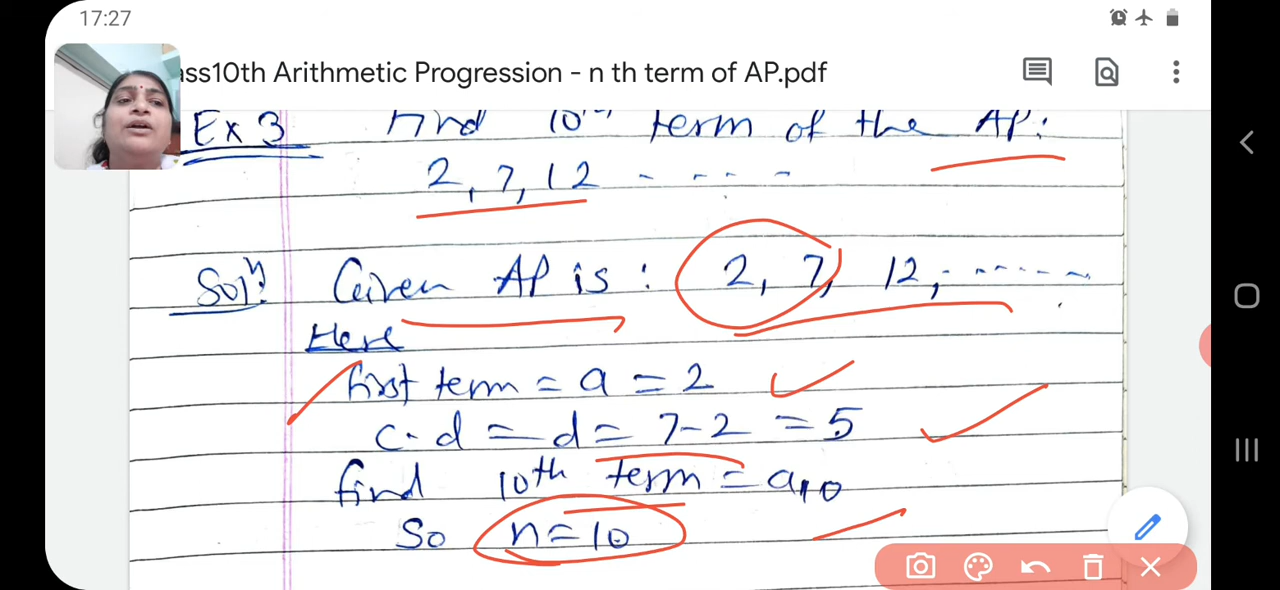 17:27
ass10th Arithmetic Progression - n th term of AP.pdf
Ex 3 Find 10th term of the AP:
2, 7, 12 - - - -
Soln: Given AP is : 2, 7, 12, ------
Here
first term = a = 2
c.d = d = 7-2 = 5
find 10th term = a10
So n=10